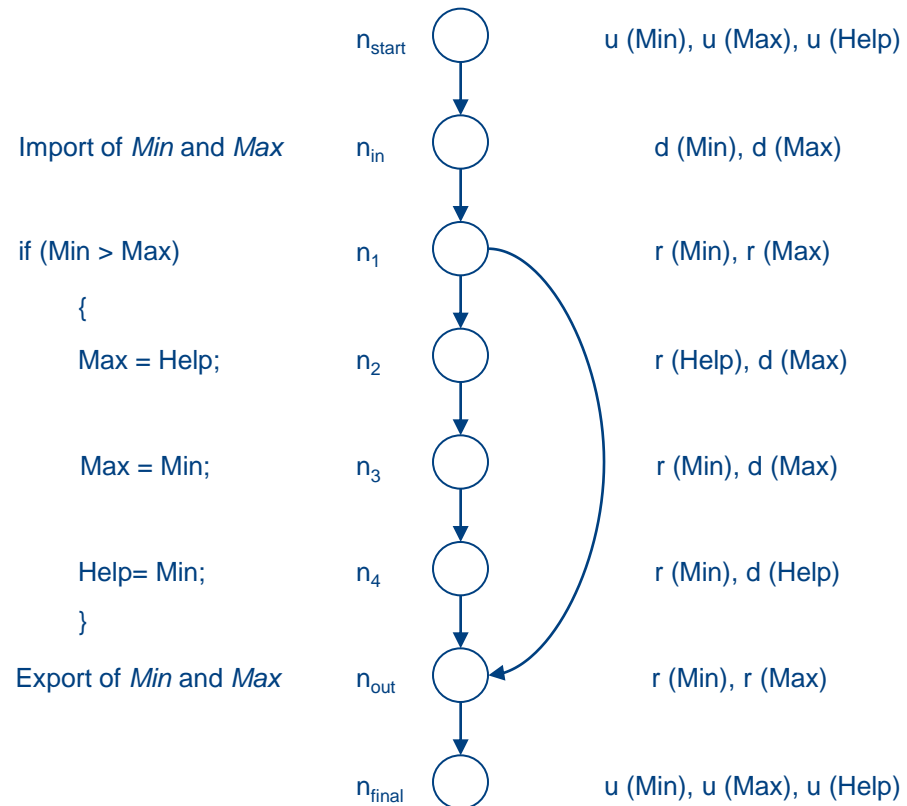 n_start u (Min), u (Max), u (Help)
Import of Min and Max n_in d (Min), d (Max)
if (Min > Max) n_1 r (Min), r (Max)
{
Max = Help; n_2 r (Help), d (Max)
Max = Min; n_3 r (Min), d (Max)
Help= Min; n_4 r (Min), d (Help)
}
Export of Min and Max n_out r (Min), r (Max)
n_final u (Min), u (Max), u (Help)